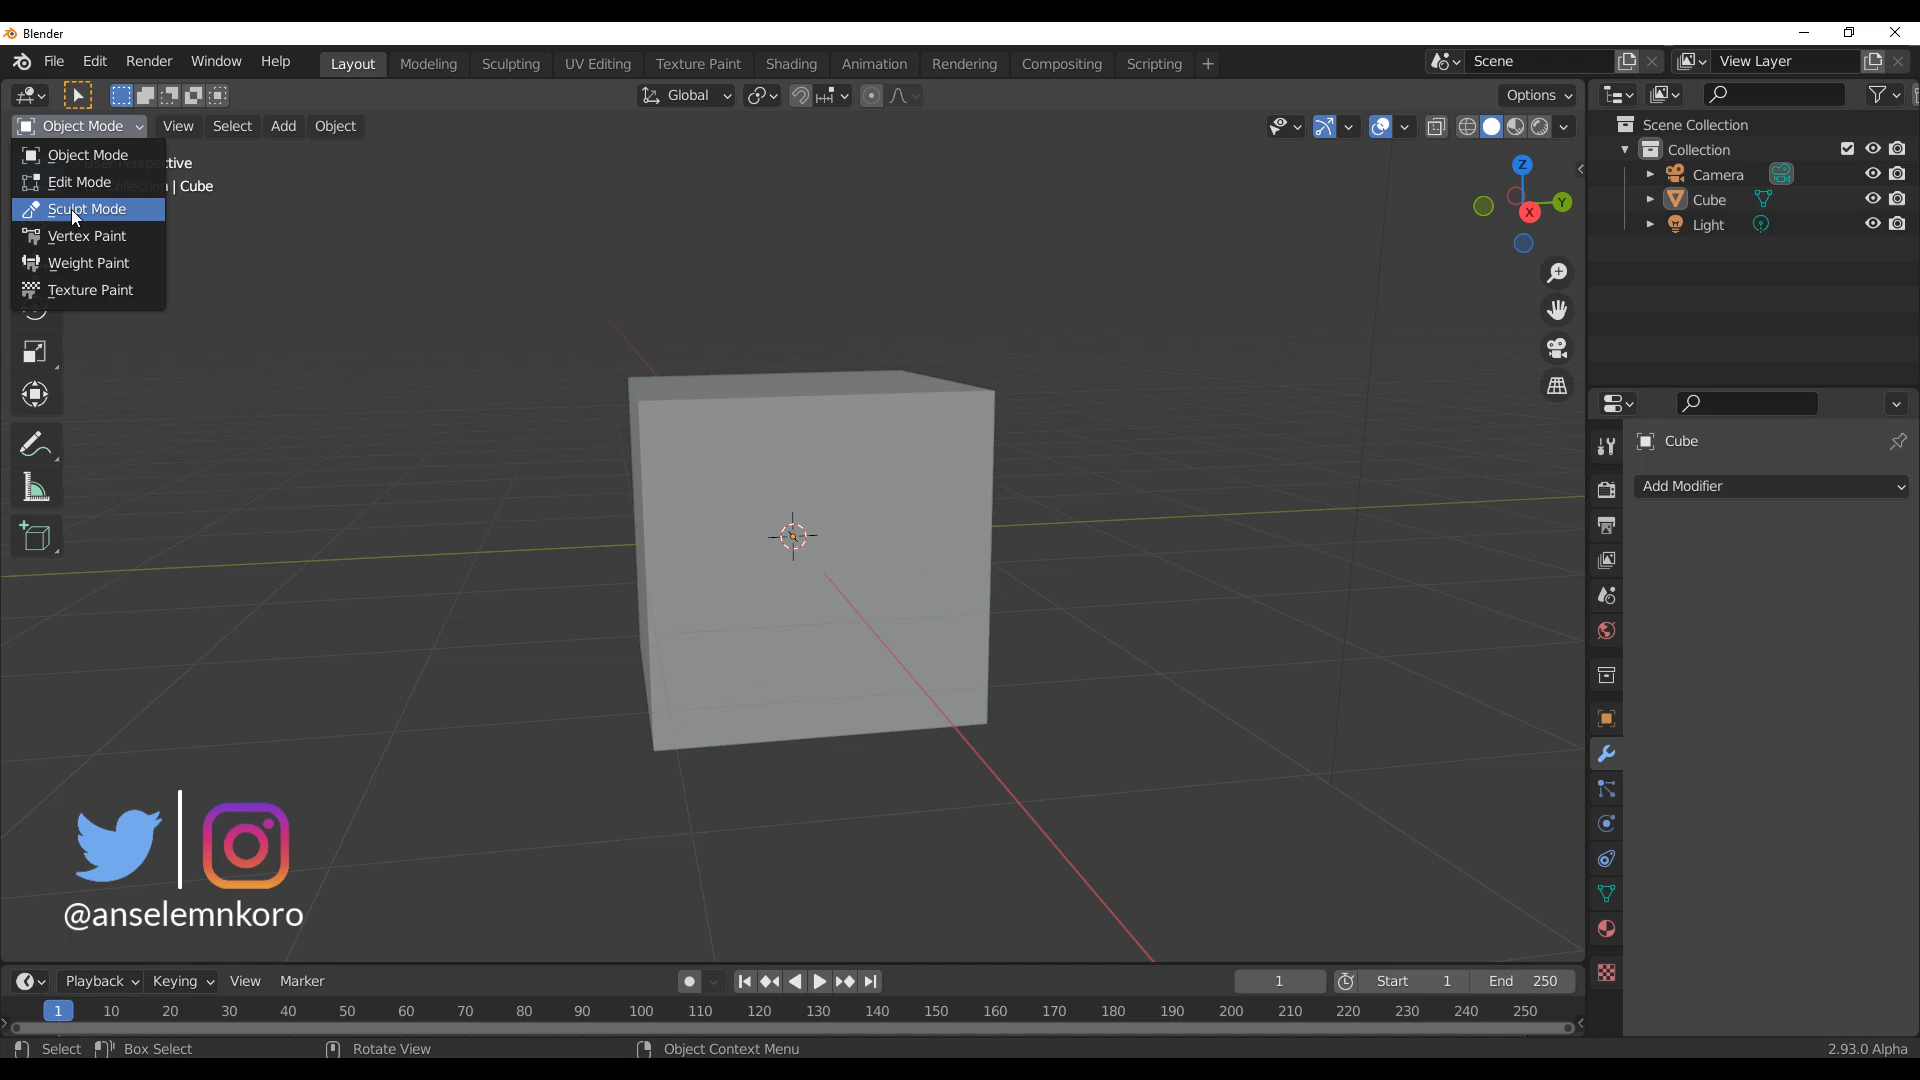 Blender
File Edit Render Window Help Layout Modeling Sculpting UV Editing Texture Paint Shading Animation Rendering Compositing Scripting + Scene View Layer
Global Options
Object Mode View Select Add Object
Scene Collection
Object Mode
Collection
Edit Mode
| Cube
Camera
Sculpt Mode
Cube
Vertex Paint
Light
Weight Paint
Texture Paint
Z
Y
X
Cube
Add Modifier
@anselemnkoro
Playback Keying View Marker 1 Start 1 End 250
1 10 20 30 40 50 60 70 80 90 100 110 120 130 140 150 160 170 180 190 200 210 220 230 240 250
Select Box Select Rotate View Object Context Menu 2.93.0 Alpha